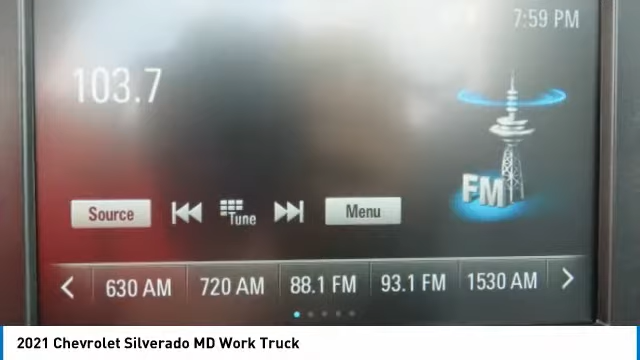 7:59 PM
103.7
FM
Source Tune Menu
630 AM 720 AM 88.1 FM 93.1 FM 1530 AM
2021 Chevrolet Silverado MD Work Truck